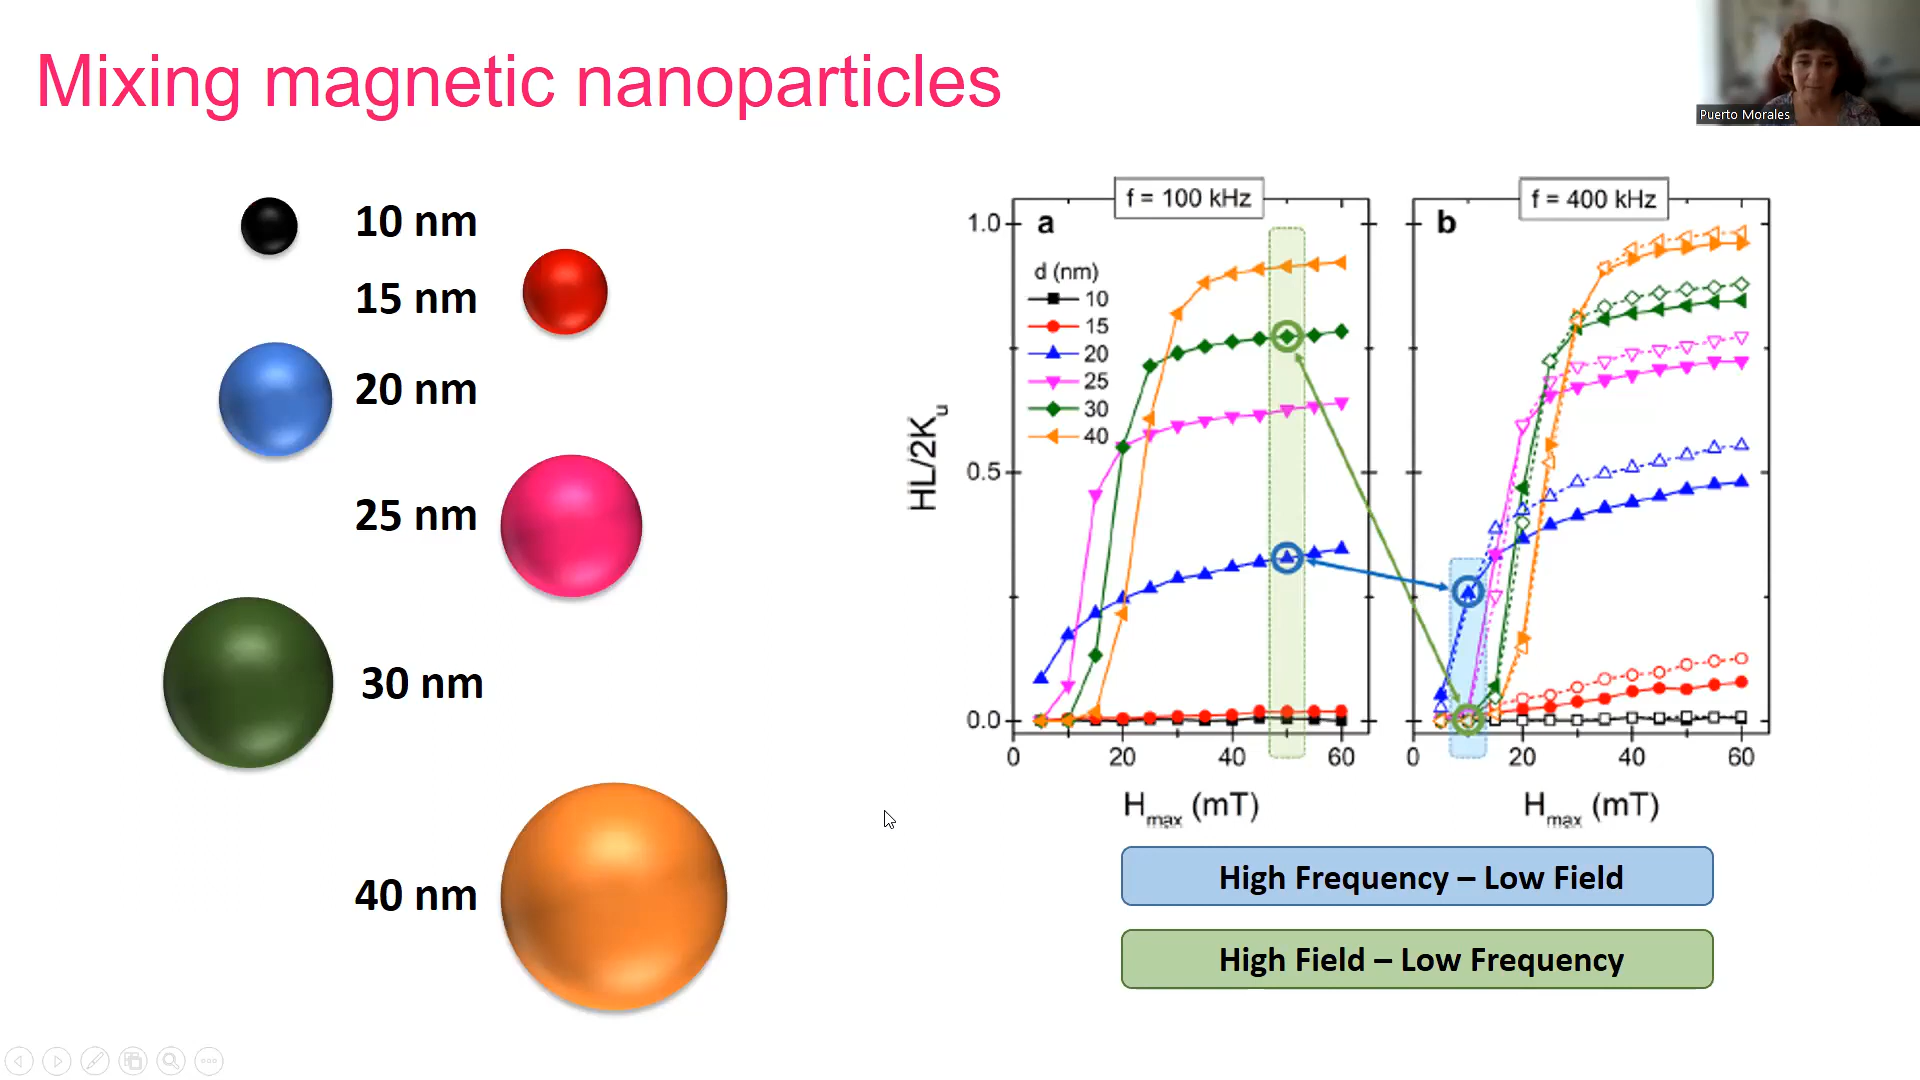 Mixing magnetic nanoparticles
Puerto Morales
10 nm
15 nm
20 nm
25 nm
30 nm
40 nm
f = 100 kHz
f = 400 kHz
a
b
d (nm)
10
15
20
25
30
40
HL/2Ku
1.0
0.5
0.0
0 20 40 60
0 20 40 60
Hmax (mT)
Hmax (mT)
High Frequency – Low Field
High Field – Low Frequency